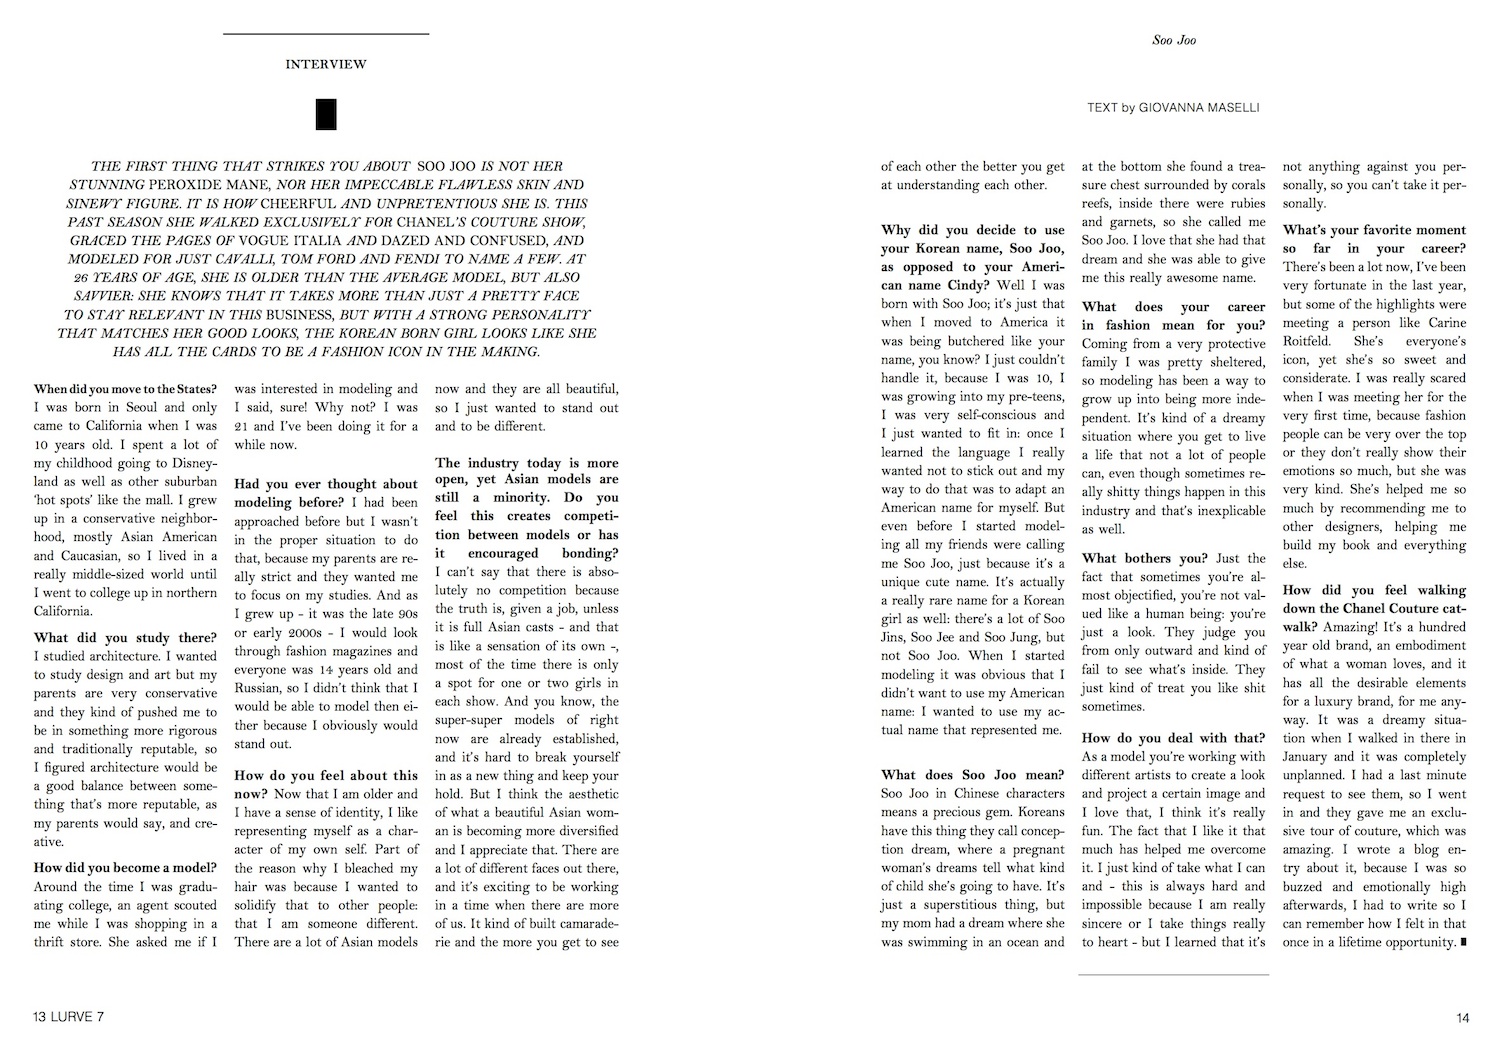 INTERVIEW
THE FIRST THING THAT STRIKES YOU ABOUT SOO JOO IS NOT HER
STUNNING PEROXIDE MANE, NOR HER IMPECCABLE FLAWLESS SKIN AND
SINEWY FIGURE. IT IS HOW CHEERFUL AND UNPRETENTIOUS SHE IS. THIS
PAST SEASON SHE WALKED EXCLUSIVELY FOR CHANEL'S COUTURE SHOW,
GRACED THE PAGES OF VOGUE ITALIA AND DAZED AND CONFUSED, AND
MODELED FOR JUST CAVALLI, TOM FORD AND FENDI TO NAME A FEW. AT
26 YEARS OF AGE, SHE IS OLDER THAN THE AVERAGE MODEL, BUT ALSO
SAVVIER: SHE KNOWS THAT IT TAKES MORE THAN JUST A PRETTY FACE
TO STAY RELEVANT IN THIS BUSINESS, BUT WITH A STRONG PERSONALITY
THAT MATCHES HER GOOD LOOKS, THE KOREAN BORN GIRL LOOKS LIKE SHE
HAS ALL THE CARDS TO BE A FASHION ICON IN THE MAKING.
When did you move to the States?
I was born in Seoul and only
came to California when I was
10 years old. I spent a lot of
my childhood going to Disney-
land as well as other suburban
'hot spots' like the mall. I grew
up in a conservative neighbor-
hood, mostly Asian American
and Caucasian, so I lived in a
really middle-sized world until
I went to college up in northern
California.
What did you study there?
I studied architecture. I wanted
to study design and art but my
parents are very conservative
and they kind of pushed me to
be in something more rigorous
and traditionally reputable, so
I figured architecture would be
a good balance between some-
thing that's more reputable, as
my parents would say, and cre-
ative.
How did you become a model?
Around the time I was gradu-
ating college, an agent scouted
me while I was shopping in a
thrift store. She asked me if I
was interested in modeling and
I said, sure! Why not? I was
21 and I've been doing it for a
while now.
Had you ever thought about
modeling before? I had been
approached before but I wasn't
in the proper situation to do
that, because my parents are re-
ally strict and they wanted me
to focus on my studies. And as
I grew up - it was the late 90s
or early 2000s - I would look
through fashion magazines and
everyone was 14 years old and
Russian, so I didn't think that I
would be able to model then ei-
ther because I obviously would
stand out.
How do you feel about this
now? Now that I am older and
I have a sense of identity, I like
representing myself as a char-
acter of my own self. Part of
the reason why I bleached my
hair was because I wanted to
solidify that to other people:
that I am someone different.
There are a lot of Asian models
now and they are all beautiful,
so I just wanted to stand out
and to be different.
The industry today is more
open, yet Asian models are
still a minority. Do you
feel this creates competi-
tion between models or has
it encouraged bonding?
I can't say that there is abso-
lutely no competition because
the truth is, given a job, unless
it is full Asian casts - and that
is like a sensation of its own -,
most of the time there is only
a spot for one or two girls in
each show. And you know, the
super-super models of right
now are already established,
and it's hard to break yourself
in as a new thing and keep your
hold. But I think the aesthetic
of what a beautiful Asian wom-
an is becoming more diversified
and I appreciate that. There are
a lot of different faces out there,
and it's exciting to be working
in a time when there are more
of us. It kind of built camarade-
rie and the more you get to see
13 LURVE 7
Soo Joo
TEXT by GIOVANNA MASELLI
of each other the better you get
at understanding each other.
Why did you decide to use
your Korean name, Soo Joo,
as opposed to your Ameri-
can name Cindy? Well I was
born with Soo Joo; it's just that
when I moved to America it
was being butchered like your
name, you know? I just couldn't
handle it, because I was 10, I
was growing into my pre-teens,
I was very self-conscious and
I just wanted to fit in: once I
learned the language I really
wanted not to stick out and my
way to do that was to adapt an
American name for myself. But
even before I started model-
ing all my friends were calling
me Soo Joo, just because it's a
unique cute name. It's actually
a really rare name for a Korean
girl as well: there's a lot of Soo
Jins, Soo Jee and Soo Jung, but
not Soo Joo. When I started
modeling it was obvious that I
didn't want to use my American
name: I wanted to use my ac-
tual name that represented me.
What does Soo Joo mean?
Soo Joo in Chinese characters
means a precious gem. Koreans
have this thing they call concep-
tion dream, where a pregnant
woman's dreams tell what kind
of child she's going to have. It's
just a superstitious thing, but
my mom had a dream where she
was swimming in an ocean and
at the bottom she found a trea-
sure chest surrounded by corals
reefs, inside there were rubies
and garnets, so she called me
Soo Joo. I love that she had that
dream and she was able to give
me this really awesome name.
What does your career
in fashion mean for you?
Coming from a very protective
family I was pretty sheltered,
so modeling has been a way to
grow up into being more inde-
pendent. It's kind of a dreamy
situation where you get to live
a life that not a lot of people
can, even though sometimes re-
ally shitty things happen in this
industry and that's inexplicable
as well.
What bothers you? Just the
fact that sometimes you're al-
most objectified, you're not val-
ued like a human being: you're
just a look. They judge you
from only outward and kind of
fail to see what's inside. They
just kind of treat you like shit
sometimes.
How do you deal with that?
As a model you're working with
different artists to create a look
and project a certain image and
I love that, I think it's really
fun. The fact that I like it that
much has helped me overcome
it. I just kind of take what I can
and - this is always hard and
impossible because I am really
sincere or I take things really
to heart - but I learned that it's
not anything against you per-
sonally, so you can't take it per-
sonally.
What's your favorite moment
so far in your career?
There's been a lot now, I've been
very fortunate in the last year,
but some of the highlights were
meeting a person like Carine
Roitfeld. She's everyone's
icon, yet she's so sweet and
considerate. I was really scared
when I was meeting her for the
very first time, because fashion
people can be very over the top
or they don't really show their
emotions so much, but she was
very kind. She's helped me so
much by recommending me to
other designers, helping me
build my book and everything
else.
How did you feel walking
down the Chanel Couture cat-
walk? Amazing! It's a hundred
year old brand, an embodiment
of what a woman loves, and it
has all the desirable elements
for a luxury brand, for me any-
way. It was a dreamy situa-
tion when I walked in there in
January and it was completely
unplanned. I had a last minute
request to see them, so I went
in and they gave me an exclu-
sive tour of couture, which was
amazing. I wrote a blog en-
try about it, because I was so
buzzed and emotionally high
afterwards, I had to write so I
can remember how I felt in that
once in a lifetime opportunity.
14